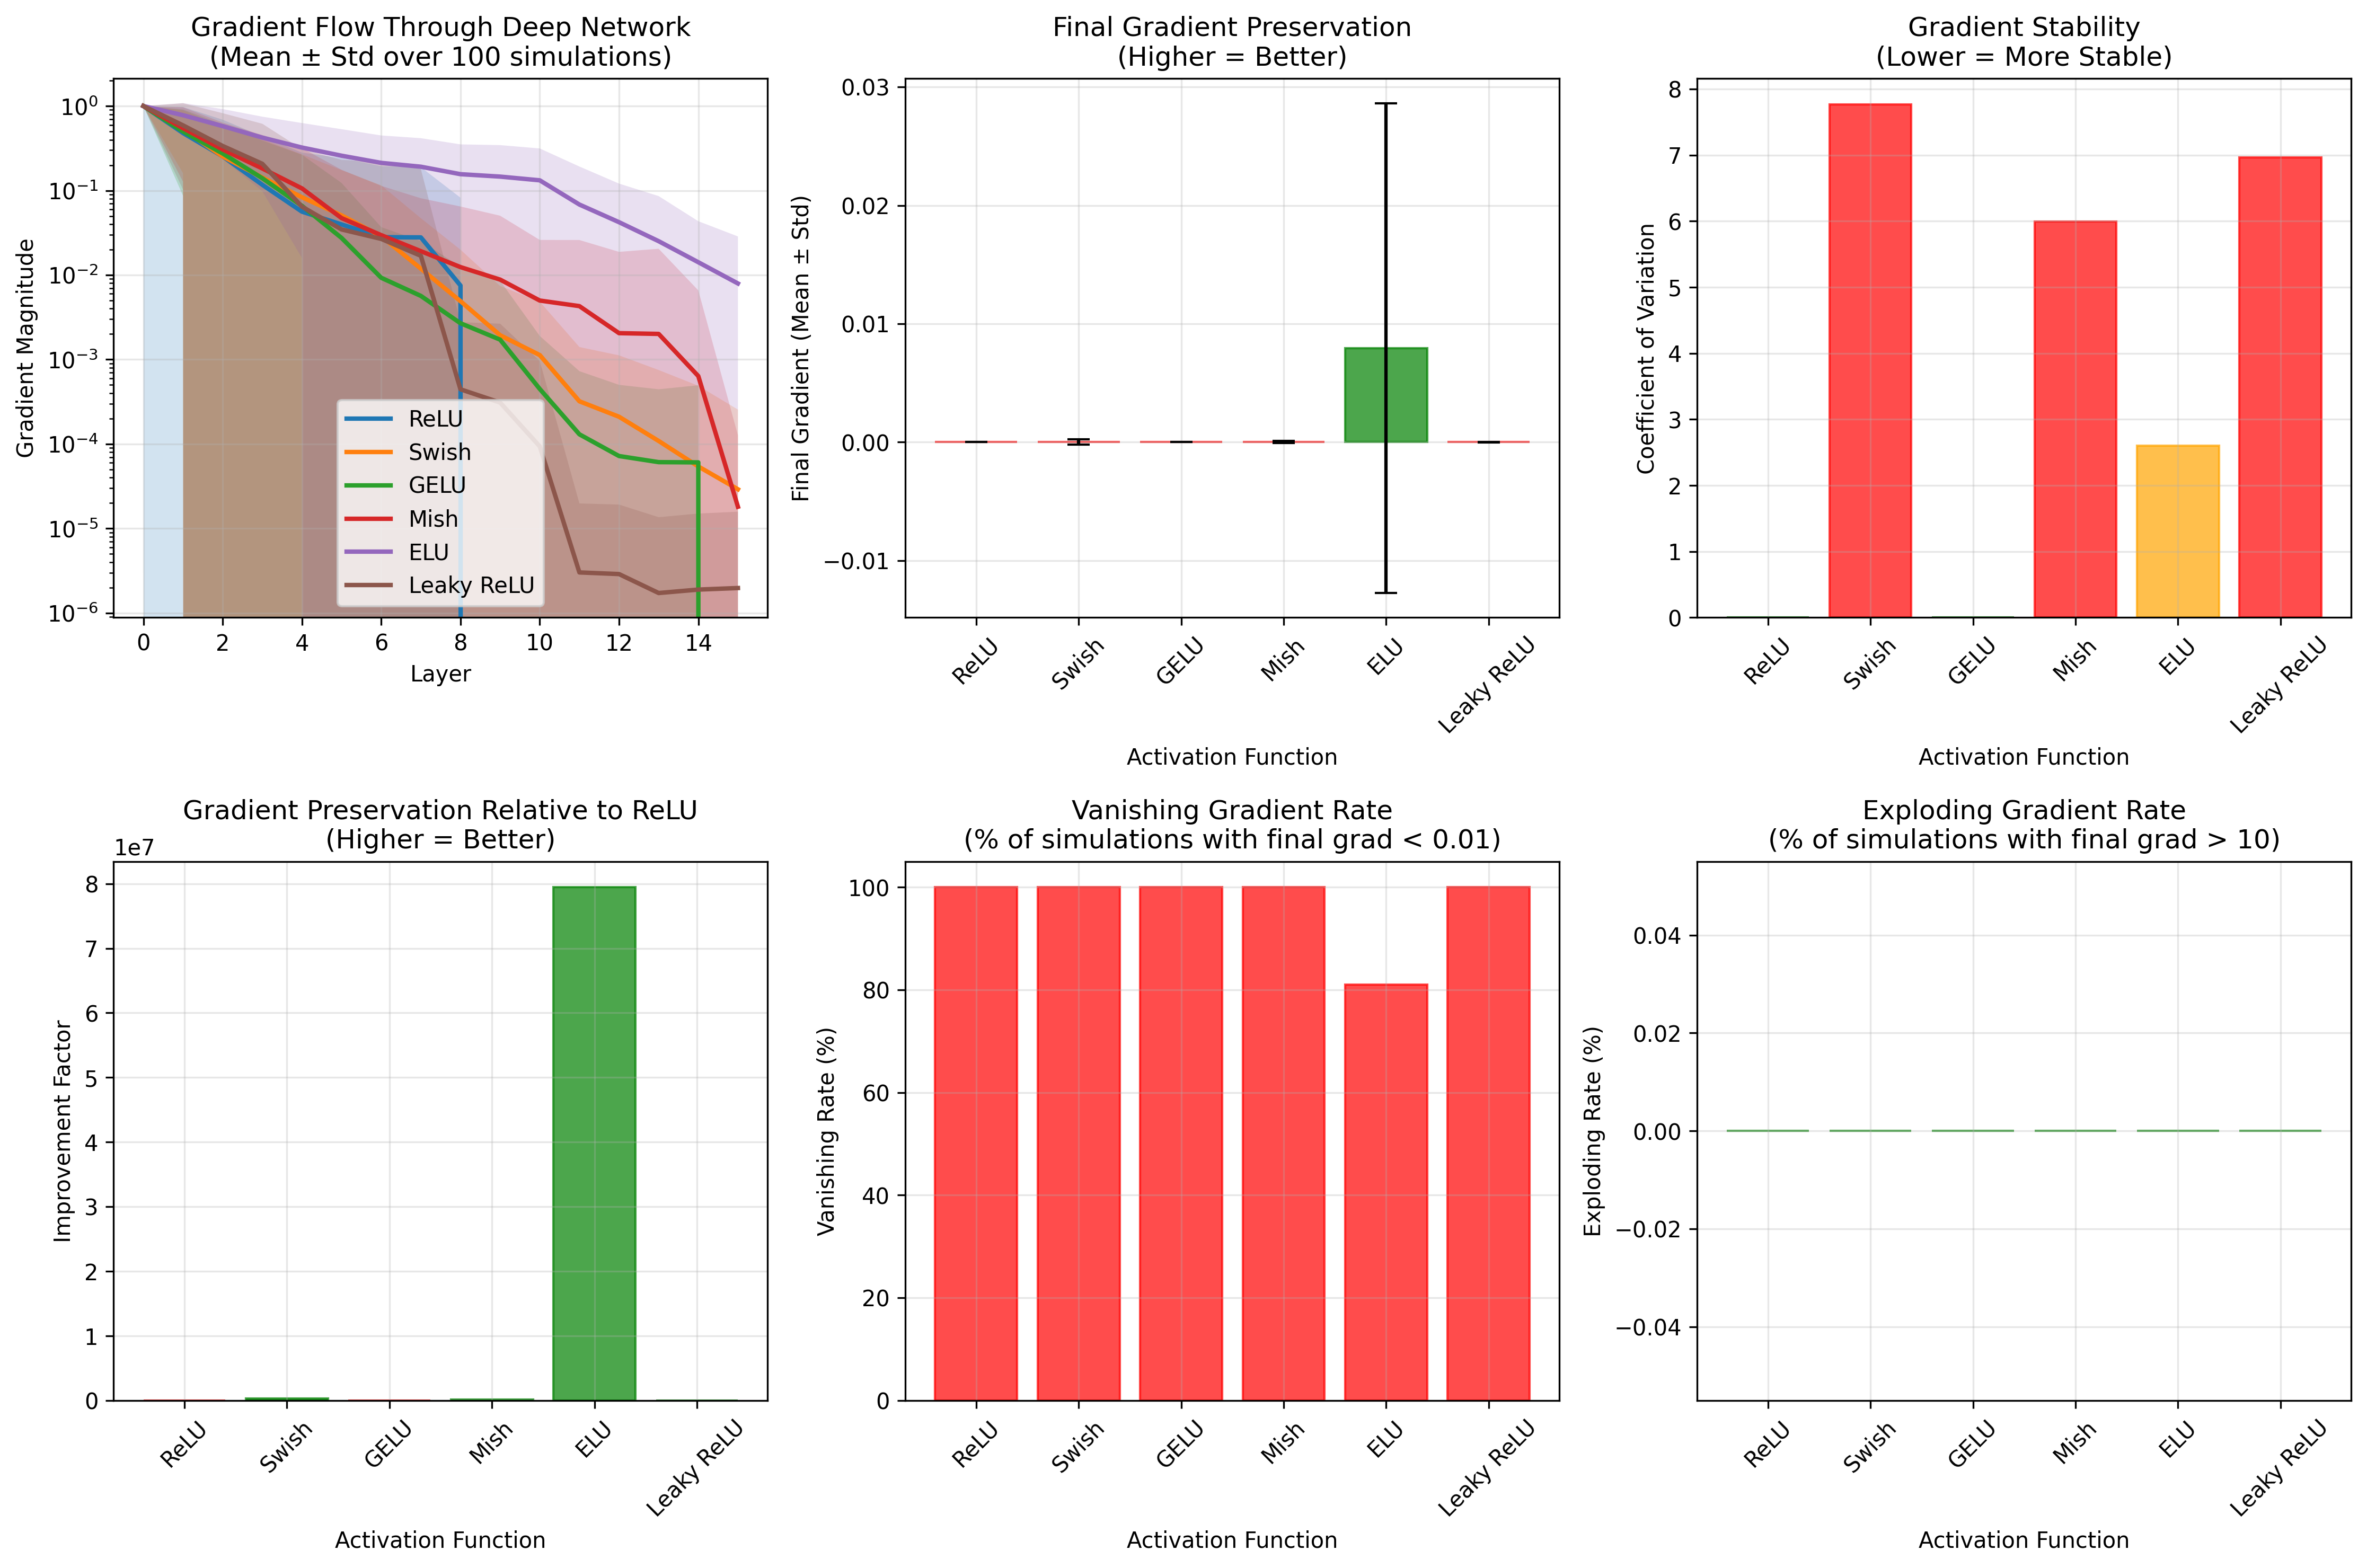 Gradient Flow Through Deep Network
(Mean ± Std over 100 simulations)
Gradient Magnitude
10⁰
10⁻¹
10⁻²
10⁻³
10⁻⁴
10⁻⁵
10⁻⁶
ReLU
Swish
GELU
Mish
ELU
Leaky ReLU
0 2 4 6 8 10 12 14
Layer
Final Gradient Preservation
(Higher = Better)
Final Gradient (Mean ± Std)
0.03
0.02
0.01
0.00
−0.01
ReLU Swish GELU Mish ELU Leaky ReLU
Activation Function
Gradient Stability
(Lower = More Stable)
Coefficient of Variation
8
7
6
5
4
3
2
1
0
ReLU Swish GELU Mish ELU Leaky ReLU
Activation Function
Gradient Preservation Relative to ReLU
(Higher = Better)
1e7
Improvement Factor
8
7
6
5
4
3
2
1
0
ReLU Swish GELU Mish ELU Leaky ReLU
Activation Function
Vanishing Gradient Rate
(% of simulations with final grad < 0.01)
Vanishing Rate (%)
100
80
60
40
20
0
ReLU Swish GELU Mish ELU Leaky ReLU
Activation Function
Exploding Gradient Rate
(% of simulations with final grad > 10)
Exploding Rate (%)
0.04
0.02
0.00
−0.02
−0.04
ReLU Swish GELU Mish ELU Leaky ReLU
Activation Function